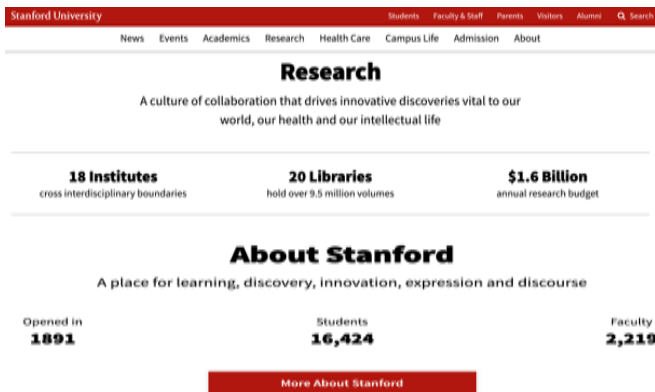 Stanford University
Students Faculty & Staff Parents Visitors Alumni Search
News Events Academics Research Health Care Campus Life Admission About
Research
A culture of collaboration that drives innovative discoveries vital to our
world, our health and our intellectual life
18 Institutes 20 Libraries $1.6 Billion
cross interdisciplinary boundaries hold over 9.5 million volumes annual research budget
About Stanford
A place for learning, discovery, innovation, expression and discourse
Opened in Students Faculty
1891 16,424 2,219
More About Stanford